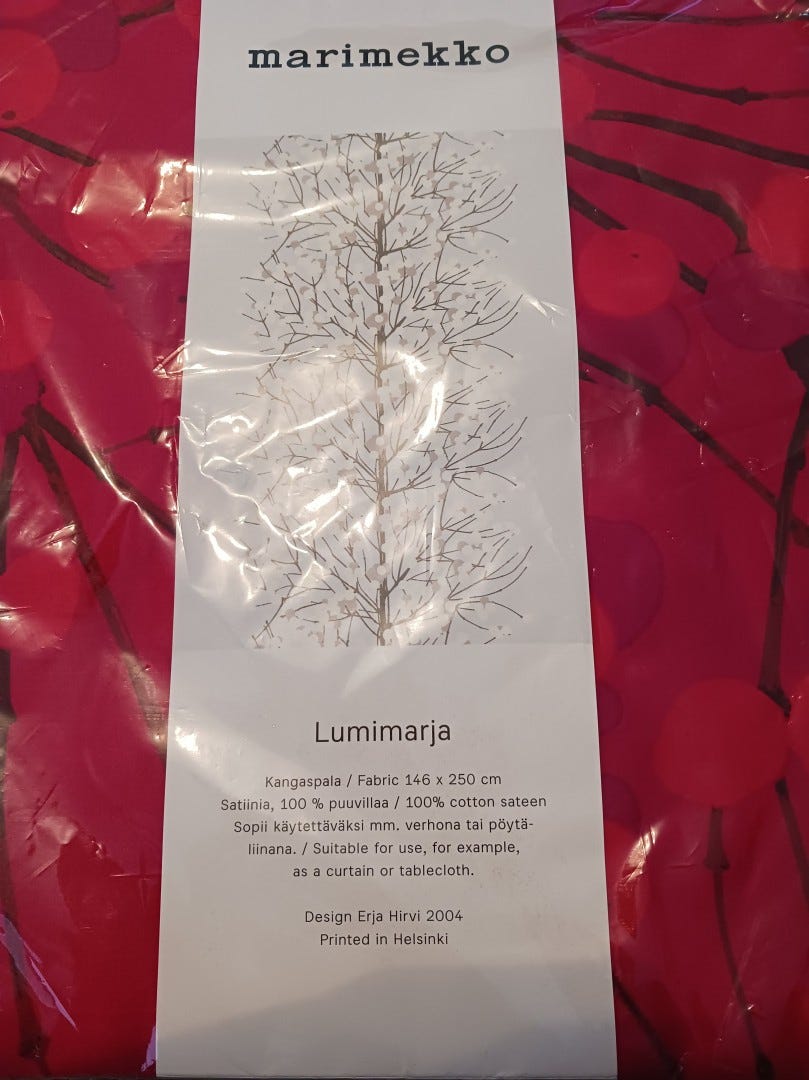 marimekko
Lumimarja
Kangaspala / Fabric 146 x 250 cm
Satiinia, 100 % puuvillaa / 100% cotton sateen
Sopii käytettäväksi mm. verhona tai pöytä-
liinana. / Suitable for use, for example,
as a curtain or tablecloth.
Design Erja Hirvi 2004
Printed in Helsinki